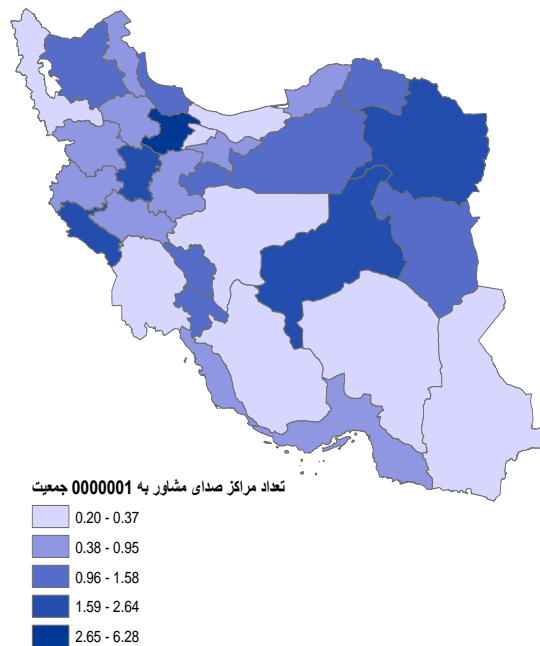 تعداد مراکز صدای مشاور به 0000001 جمعیت
0.20 - 0.37
0.38 - 0.95
0.96 - 1.58
1.59 - 2.64
2.65 - 6.28